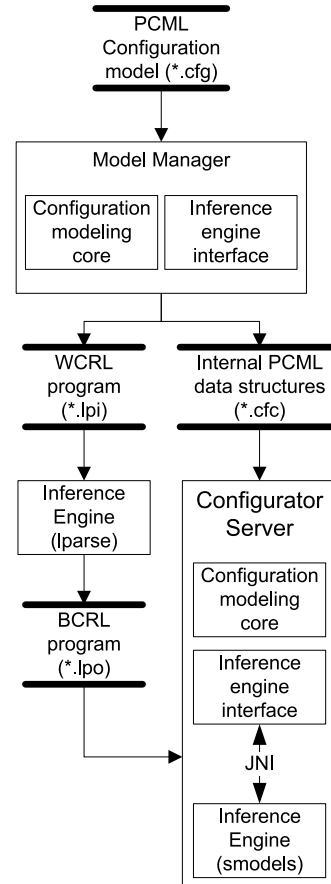 PCML
Configuration
model (*.cfg)
Model Manager
Configuration
modeling
core
Inference
engine
interface
WCRL
program
(*.lpi)
Internal PCML
data structures
(*.cfc)
Inference
Engine
(lparse)
BCRL
program
(*.lpo)
Configurator
Server
Configuration
modeling
core
Inference
engine
interface
JNI
Inference
Engine
(smodels)